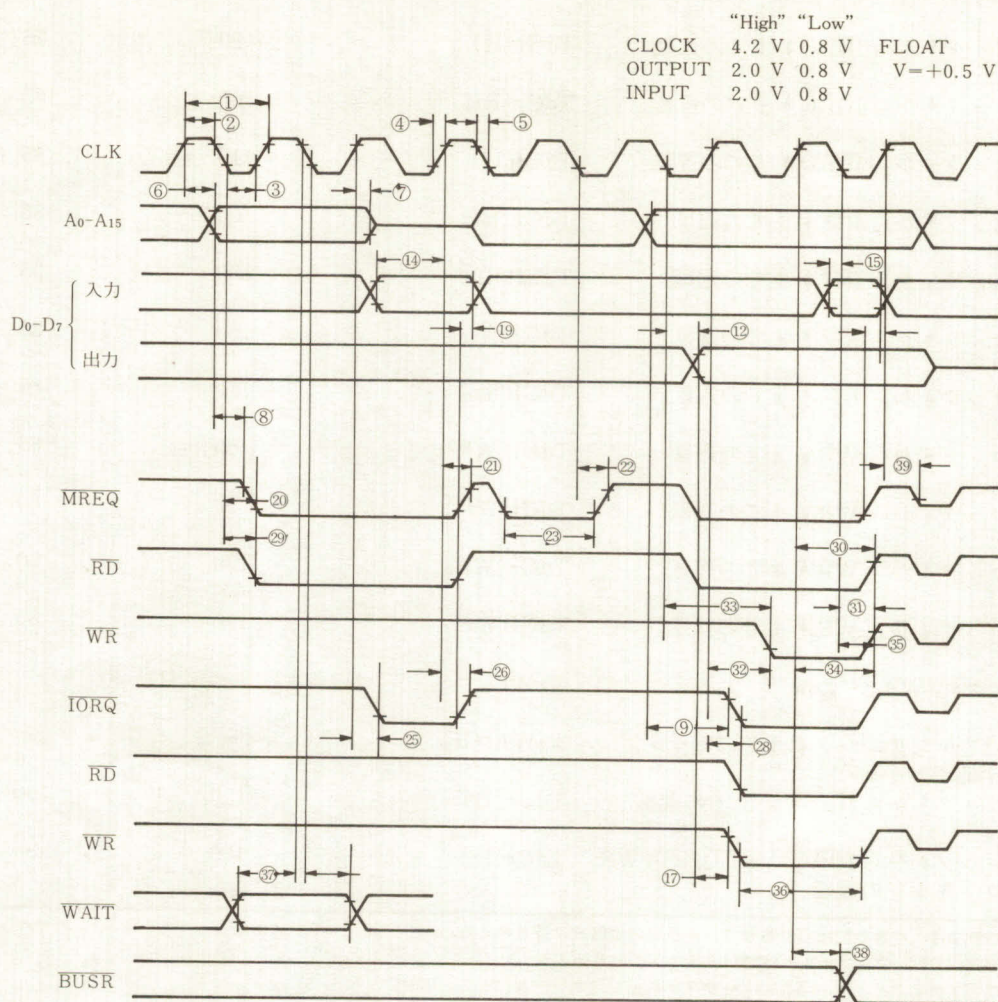 "High" "Low"
CLOCK 4.2 V 0.8 V FLOAT
OUTPUT 2.0 V 0.8 V V=+0.5 V
INPUT 2.0 V 0.8 V
①
②
④
⑤
CLK
⑥
③
⑦
A₀-A₁₅
⑭
⑮
入力
D₀-D₇
⑲
⑫
出力
⑧
㉑
㉒
㊴
MREQ
⑳
㉓
㉙
㉚
RD
㉝
㉛
WR
㉟
㉜
㉞
㉖
IORQ
⑨
㉕
㉘
RD
WR
⑰
㊱
㊲
WAIT
㊳
BUSR